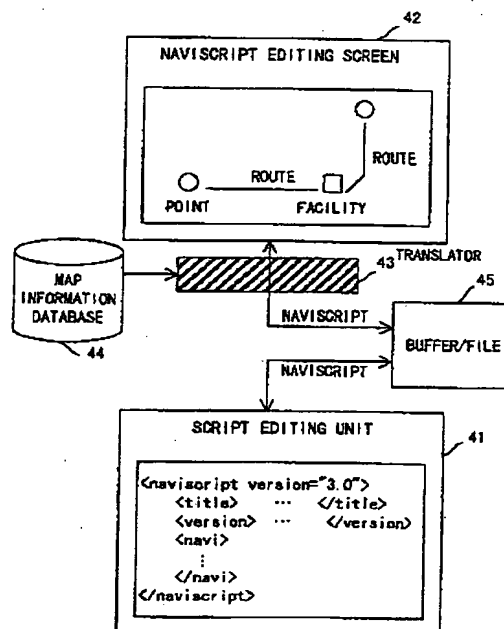 42
NAVISCRIPT EDITING SCREEN
ROUTE
ROUTE
POINT
FACILITY
43
TRANSLATOR
MAP
INFORMATION
DATABASE
44
NAVISCRIPT
45
BUFFER/FILE
NAVISCRIPT
SCRIPT EDITING UNIT
41
<naviscript version="3.0">
<title> ... </title>
<version> ... </version>
<navi>
⋮
</navi>
</naviscript>